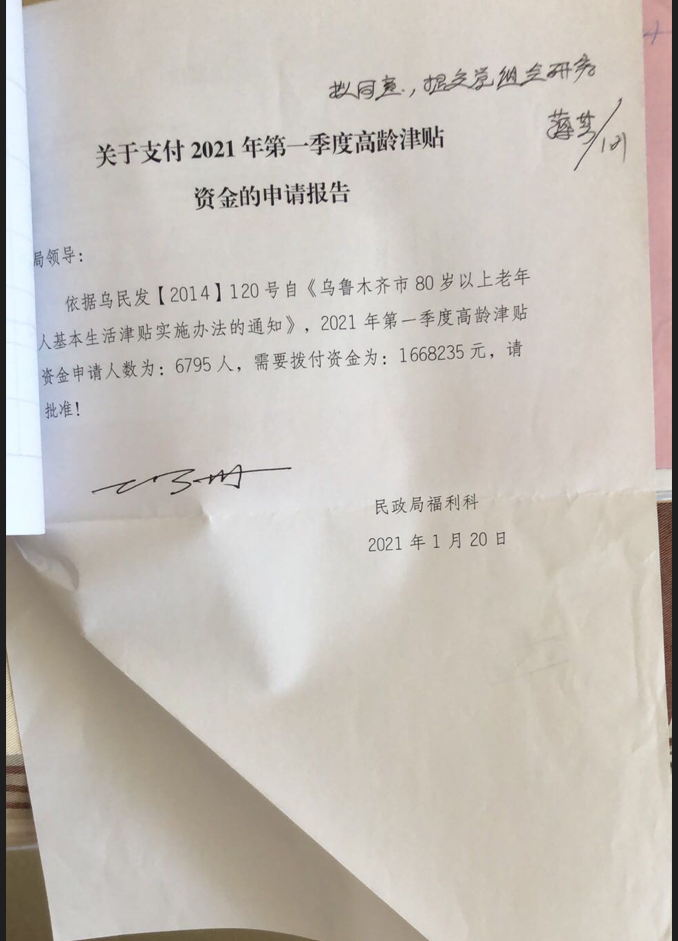 拟同意，提交党组会研究
关于支付 2021 年第一季度高龄津贴
资金的申请报告
局领导：
依据乌民发【2014】120 号自《乌鲁木齐市 80 岁以上老年
人基本生活津贴实施办法的通知》，2021 年第一季度高龄津贴
资金申请人数为：6795 人，需要拨付资金为：1668235 元，请
批准！
民政局福利科
2021 年 1 月 20 日